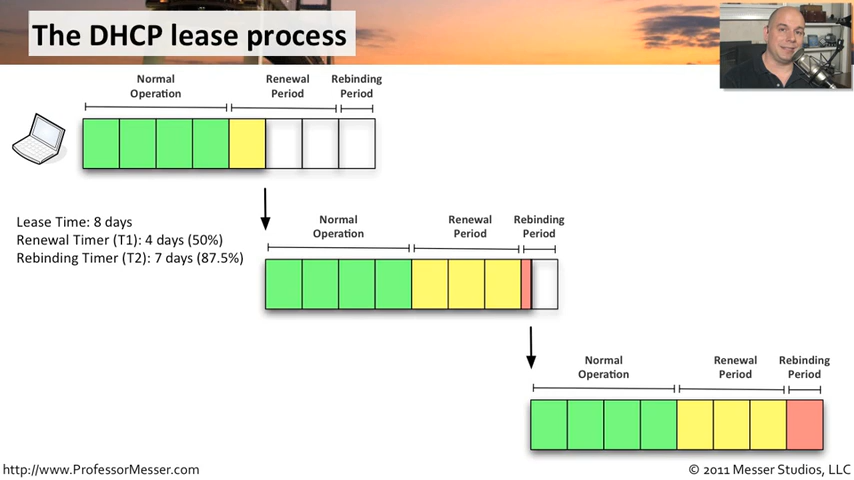 The DHCP lease process
Normal
Operation
Renewal
Period
Rebinding
Period
Lease Time: 8 days
Renewal Timer (T1): 4 days (50%)
Rebinding Timer (T2): 7 days (87.5%)
Normal
Operation
Renewal
Period
Rebinding
Period
Normal
Operation
Renewal
Period
Rebinding
Period
http://www.ProfessorMesser.com
© 2011 Messer Studios, LLC